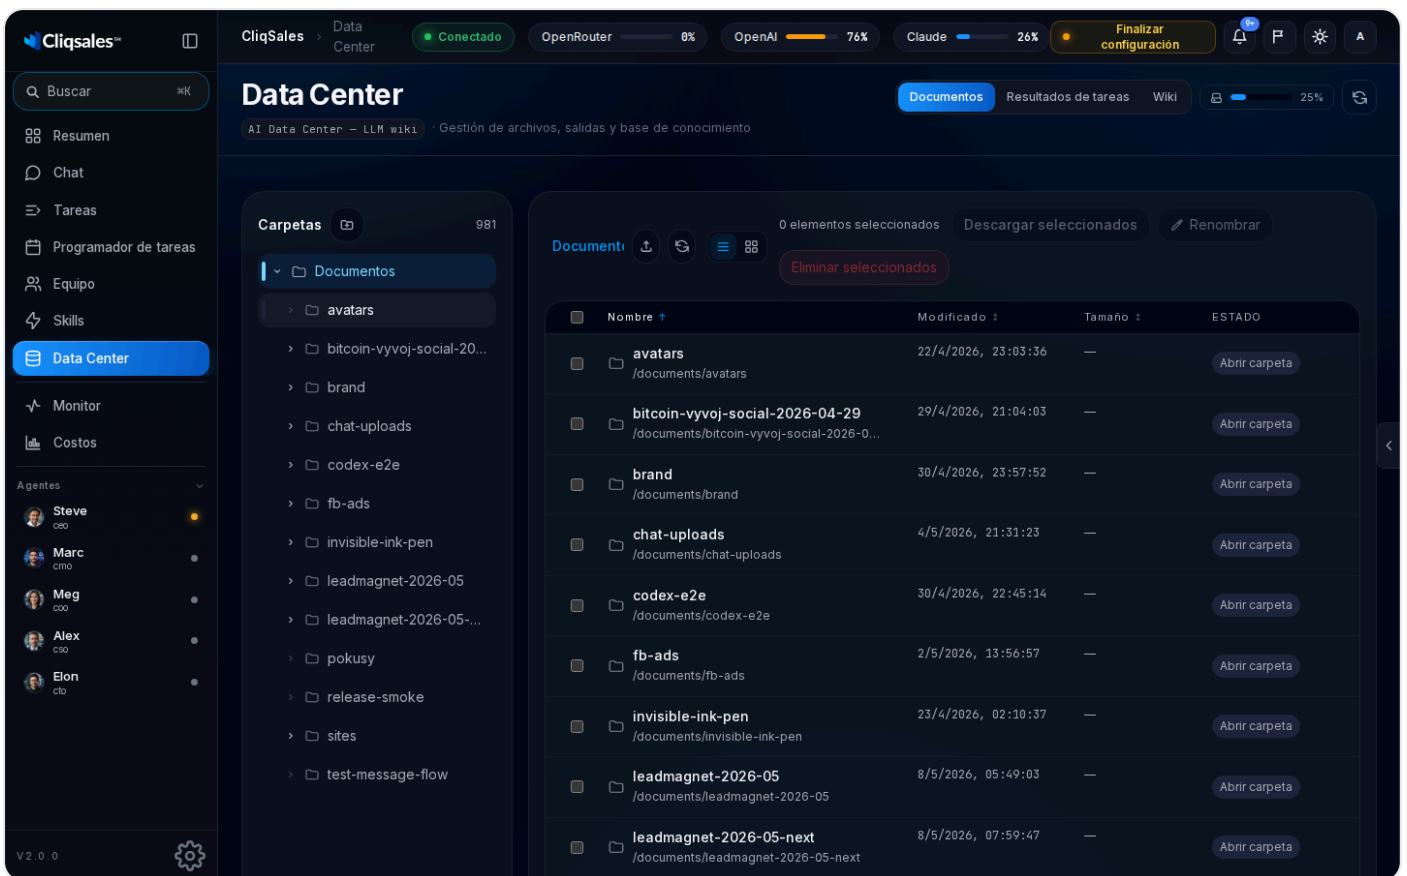 Cliqsales™
Buscar ⌘K
Resumen
Chat
Tareas
Programador de tareas
Equipo
Skills
Data Center
Monitor
Costos
Agentes
Steve
ceo
Marc
cmo
Meg
coo
Alex
cso
Elon
cto
V2.0.0
CliqSales › Data Center
Conectado
OpenRouter 0%
OpenAI 76%
Claude 26%
Finalizar configuración
9+
A
Data Center
AI Data Center — LLM wiki · Gestión de archivos, salidas y base de conocimiento
Documentos Resultados de tareas Wiki
25%
Carpetas 981
Documentos
avatars
bitcoin-vyvoj-social-20...
brand
chat-uploads
codex-e2e
fb-ads
invisible-ink-pen
leadmagnet-2026-05
leadmagnet-2026-05-...
pokusy
release-smoke
sites
test-message-flow
Document
0 elementos seleccionados Descargar seleccionados Renombrar
Eliminar seleccionados
Nombre ↑ Modificado ↕ Tamaño ↕ ESTADO
avatars 22/4/2026, 23:03:36 — Abrir carpeta
/documents/avatars
bitcoin-vyvoj-social-2026-04-29 29/4/2026, 21:04:03 — Abrir carpeta
/documents/bitcoin-vyvoj-social-2026-0...
brand 30/4/2026, 23:57:52 — Abrir carpeta
/documents/brand
chat-uploads 4/5/2026, 21:31:23 — Abrir carpeta
/documents/chat-uploads
codex-e2e 30/4/2026, 22:45:14 — Abrir carpeta
/documents/codex-e2e
fb-ads 2/5/2026, 13:56:57 — Abrir carpeta
/documents/fb-ads
invisible-ink-pen 23/4/2026, 02:10:37 — Abrir carpeta
/documents/invisible-ink-pen
leadmagnet-2026-05 8/5/2026, 05:49:03 — Abrir carpeta
/documents/leadmagnet-2026-05
leadmagnet-2026-05-next 8/5/2026, 07:59:47 — Abrir carpeta
/documents/leadmagnet-2026-05-next